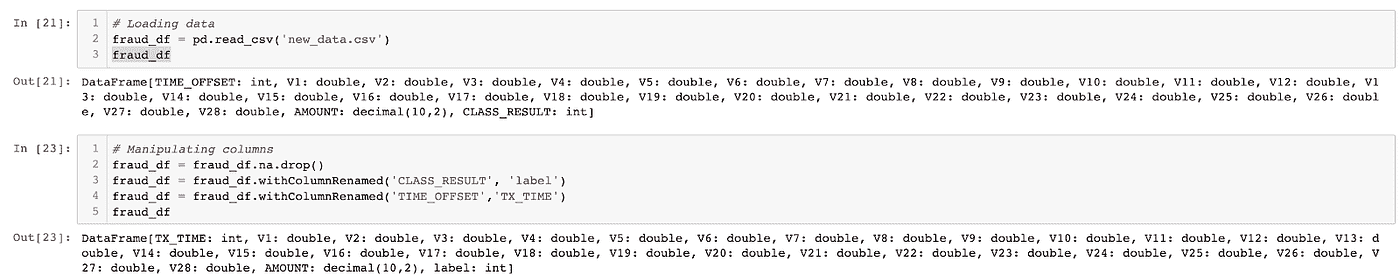 In [21]:
1 # Loading data
2 fraud_df = pd.read_csv('new_data.csv')
3 fraud_df
Out[21]: DataFrame[TIME_OFFSET: int, V1: double, V2: double, V3: double, V4: double, V5: double, V6: double, V7: double, V8: double, V9: double, V10: double, V11: double, V12: double, V1
3: double, V14: double, V15: double, V16: double, V17: double, V18: double, V19: double, V20: double, V21: double, V22: double, V23: double, V24: double, V25: double, V26: doubl
e, V27: double, V28: double, AMOUNT: decimal(10,2), CLASS_RESULT: int]
In [23]:
1 # Manipulating columns
2 fraud_df = fraud_df.na.drop()
3 fraud_df = fraud_df.withColumnRenamed('CLASS_RESULT', 'label')
4 fraud_df = fraud_df.withColumnRenamed('TIME_OFFSET','TX_TIME')
5 fraud_df
Out[23]: DataFrame[TX_TIME: int, V1: double, V2: double, V3: double, V4: double, V5: double, V6: double, V7: double, V8: double, V9: double, V10: double, V11: double, V12: double, V13: d
ouble, V14: double, V15: double, V16: double, V17: double, V18: double, V19: double, V20: double, V21: double, V22: double, V23: double, V24: double, V25: double, V26: double, V
27: double, V28: double, AMOUNT: decimal(10,2), label: int]